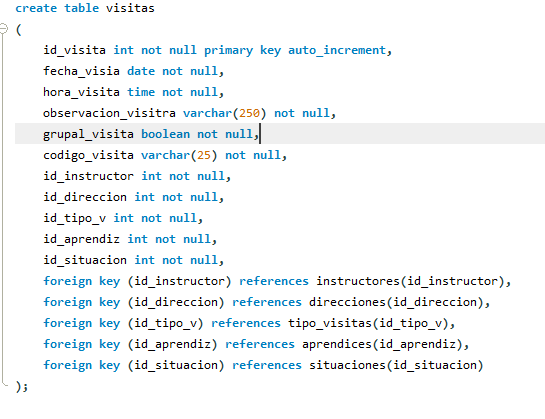 create table visitas
(
id_visita int not null primary key auto_increment,
fecha_visia date not null,
hora_visita time not null,
observacion_visitra varchar(250) not null,
grupal_visita boolean not null,
codigo_visita varchar(25) not null,
id_instructor int not null,
id_direccion int not null,
id_tipo_v int not null,
id_aprendiz int not null,
id_situacion int not null,
foreign key (id_instructor) references instructores(id_instructor),
foreign key (id_direccion) references direcciones(id_direccion),
foreign key (id_tipo_v) references tipo_visitas(id_tipo_v),
foreign key (id_aprendiz) references aprendices(id_aprendiz),
foreign key (id_situacion) references situaciones(id_situacion)
);